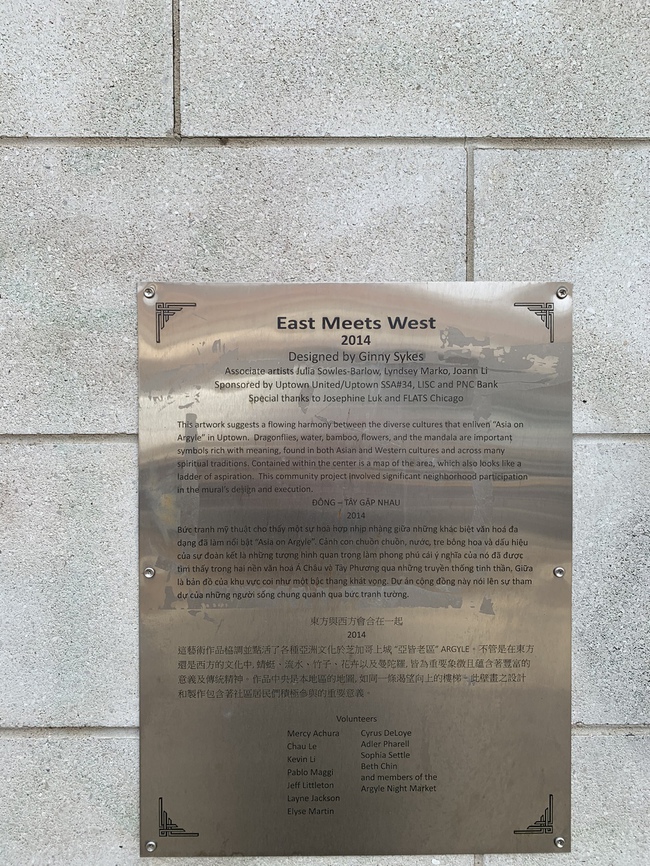 East Meets West
2014
Designed by Ginny Sykes
Associate artists Julia Sowles-Barlow, Lyndsey Marko, Joann Li
Sponsored by Uptown United/Uptown SSA#34, LISC and PNC Bank
Special thanks to Josephine Luk and FLATS Chicago
This artwork suggests a flowing harmony between the diverse cultures that enliven "Asia on
Argyle" in Uptown. Dragonflies, water, bamboo, flowers, and the mandala are important
symbols rich with meaning, found in both Asian and Western cultures and across many
spiritual traditions. Contained within the center is a map of the area, which also looks like a
ladder of aspiration. This community project involved significant neighborhood participation
in the mural's design and execution.
ĐÔNG – TÂY GẶP NHAU
2014
Bức tranh mỹ thuật cho thấy một sự hoà hợp nhịp nhàng giữa những khác biệt văn hoá đa
dạng đã làm nổi bật "Asia on Argyle". Cảnh con chuồn chuồn, nước, tre bông hoa và dấu hiệu
của sự đoàn kết là những tượng hình quan trọng làm phong phú cái ý nghĩa của nó đã được
tìm thấy trong hai nền văn hoá Á Châu và Tây Phương qua những truyền thống tinh thần, Giữa
là bản đồ của khu vực coi như một bậc thang khát vọng. Dự án cộng đồng này nói lên sự tham
dự của những người sống chung quanh qua bức tranh tường.
東方與西方會合在一起
2014
這藝術作品協調並點活了各種亞洲文化於芝加哥上城 "亞皆老區" ARGYLE。不管是在東方
還是西方的文化中, 蜻蜓、流水、竹子、花卉以及曼陀羅, 皆為重要象徵且蘊含著豐富的
意義及傳統精神。作品中央是本地區的地圖, 如同一條渴望向上的樓梯。此壁畫之設計
和製作包含著社區居民們積極參與的重要意義。
Volunteers
Mercy Achura
Chau Le
Kevin Li
Pablo Maggi
Jeff Littleton
Layne Jackson
Elyse Martin
Cyrus DeLoye
Adler Pharell
Sophia Settle
Beth Chin
and members of the
Argyle Night Market